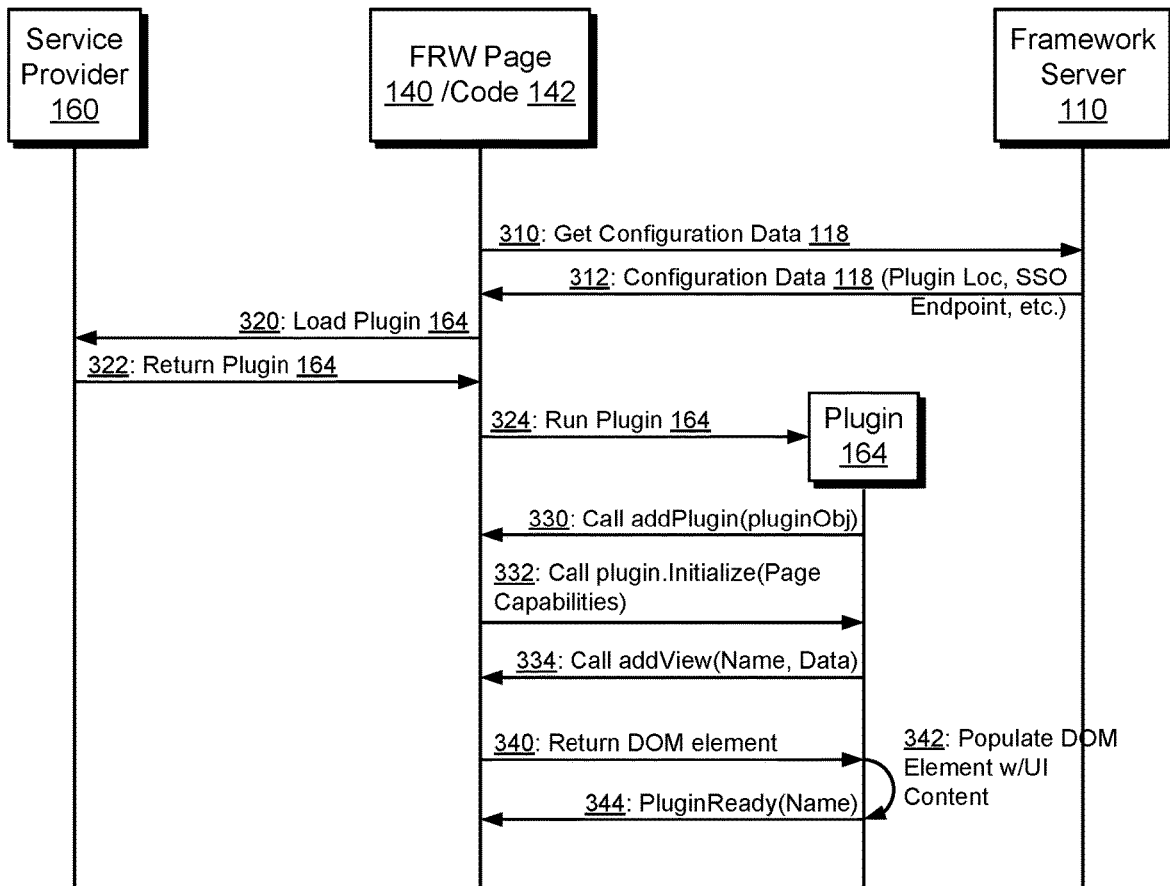 Service
Provider
160
FRW Page
140 /Code 142
Framework
Server
110
310: Get Configuration Data 118
312: Configuration Data 118 (Plugin Loc, SSO
Endpoint, etc.)
320: Load Plugin 164
322: Return Plugin 164
324: Run Plugin 164
Plugin
164
330: Call addPlugin(pluginObj)
332: Call plugin.Initialize(Page
Capabilities)
334: Call addView(Name, Data)
340: Return DOM element
342: Populate DOM
Element w/UI
Content
344: PluginReady(Name)